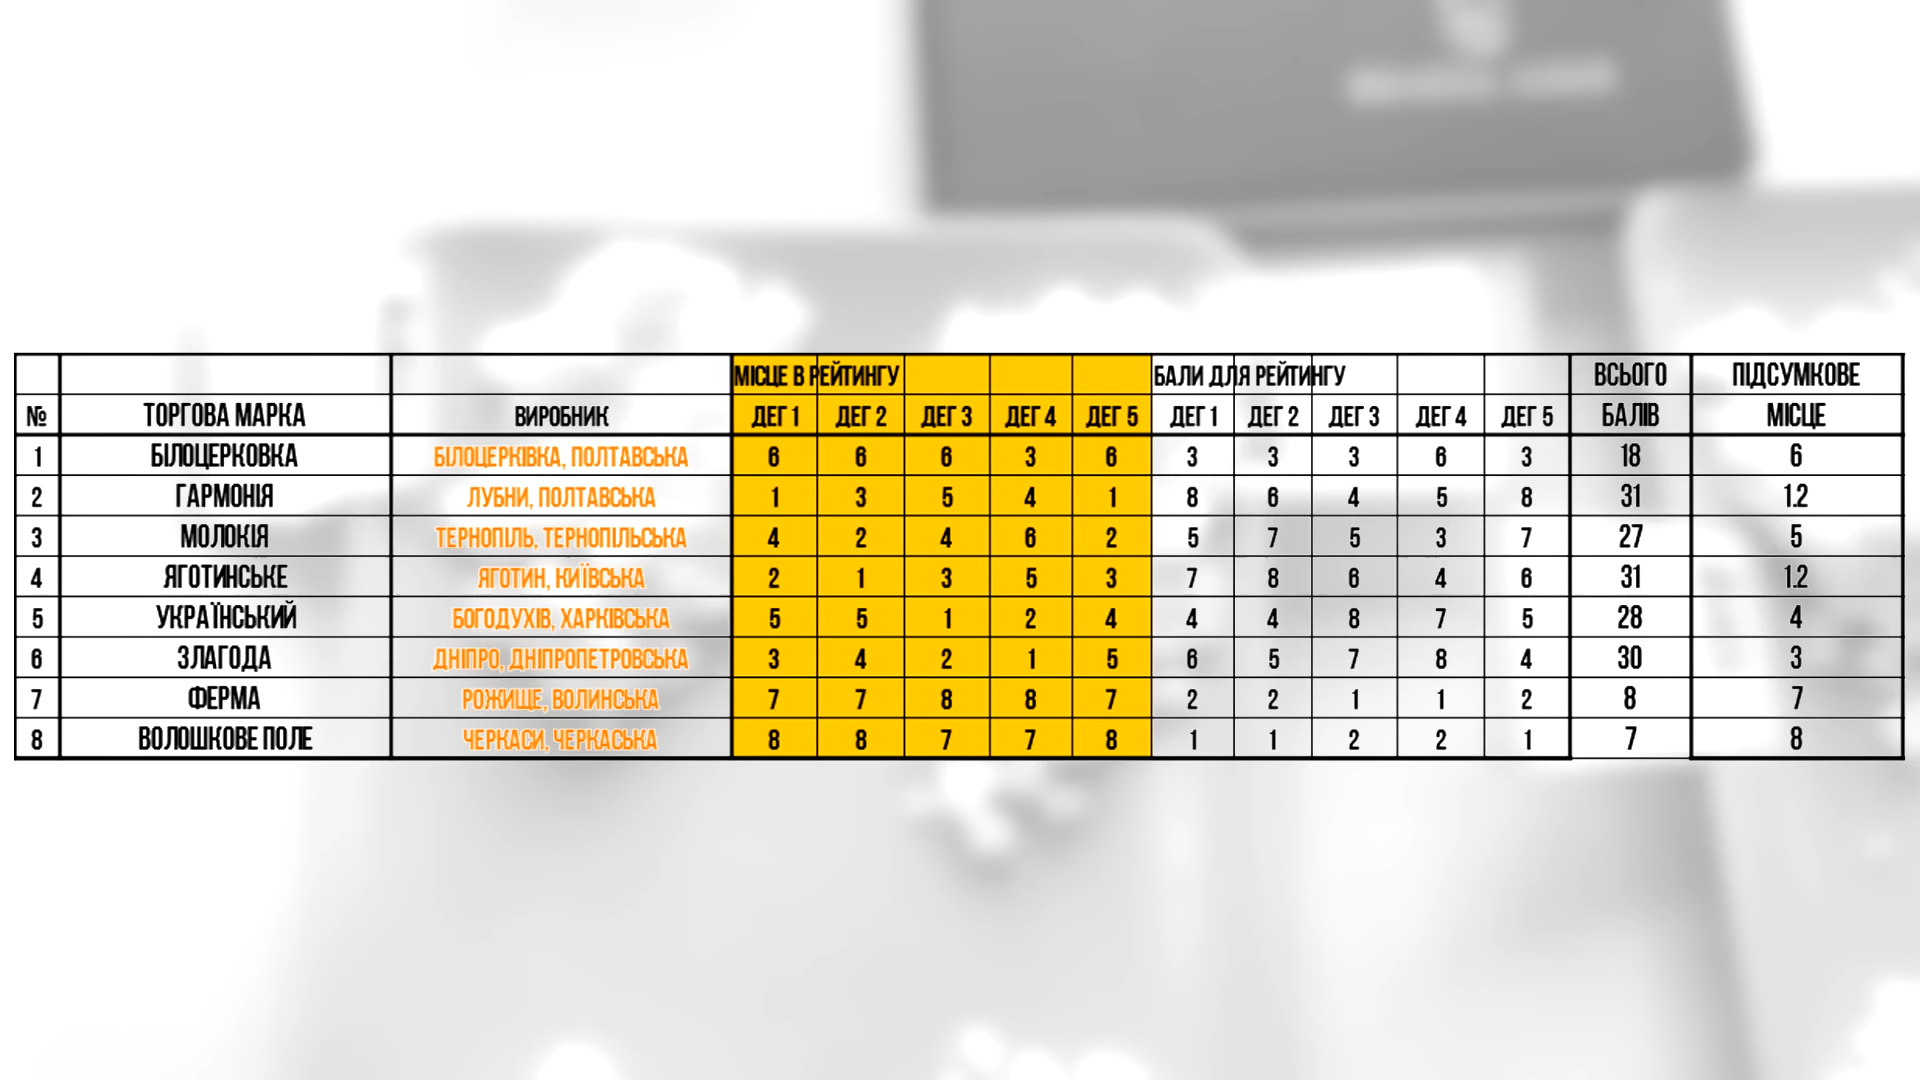 МІСЦЕ В РЕЙТИНГУ БАЛИ ДЛЯ РЕЙТИНГУ ВСЬОГО ПІДСУМКОВЕ
№ ТОРГОВА МАРКА ВИРОБНИК ДЕГ 1 ДЕГ 2 ДЕГ 3 ДЕГ 4 ДЕГ 5 ДЕГ 1 ДЕГ 2 ДЕГ 3 ДЕГ 4 ДЕГ 5 БАЛІВ МІСЦЕ
1 БІЛОЦЕРКОВКА БІЛОЦЕРКІВКА, ПОЛТАВСЬКА 6 6 6 3 6 3 3 3 6 3 18 6
2 ГАРМОНІЯ ЛУБНИ, ПОЛТАВСЬКА 1 3 5 4 1 8 6 4 5 8 31 1.2
3 МОЛОКІЯ ТЕРНОПІЛЬ, ТЕРНОПІЛЬСЬКА 4 2 4 6 2 5 7 5 3 7 27 5
4 ЯГОТИНСЬКЕ ЯГОТИН, КИЇВСЬКА 2 1 3 5 3 7 8 6 4 6 31 1.2
5 УКРАЇНСЬКИЙ БОГОДУХІВ, ХАРКІВСЬКА 5 5 1 2 4 4 4 8 7 5 28 4
6 ЗЛАГОДА ДНІПРО, ДНІПРОПЕТРОВСЬКА 3 4 2 1 5 6 5 7 8 4 30 3
7 ФЕРМА РОЖИЩЕ, ВОЛИНСЬКА 7 7 8 8 7 2 2 1 1 2 8 7
8 ВОЛОШКОВЕ ПОЛЕ ЧЕРКАСИ, ЧЕРКАСЬКА 8 8 7 7 8 1 1 2 2 1 7 8